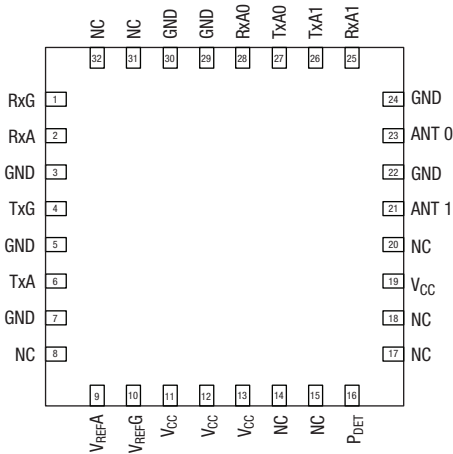 NC
NC
GND
GND
RxA0
TxA0
TxA1
RxA1
32
31
30
29
28
27
26
25
RxG 1
RxA 2
GND 3
TxG 4
GND 5
TxA 6
GND 7
NC 8
24 GND
23 ANT 0
22 GND
21 ANT 1
20 NC
19 VCC
18 NC
17 NC
9
10
11
12
13
14
15
16
VREFA
VREFG
VCC
VCC
VCC
NC
NC
PDET